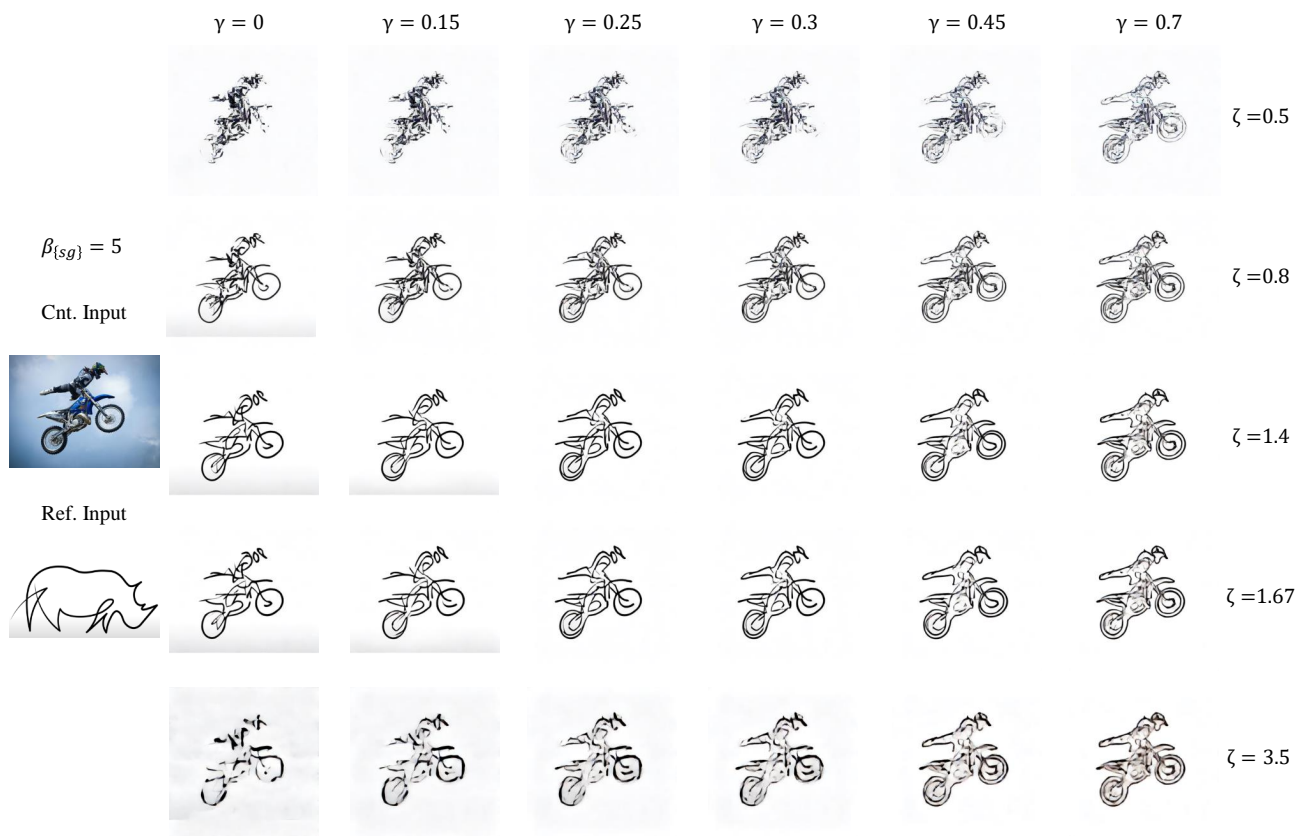 γ = 0 γ = 0.15 γ = 0.25 γ = 0.3 γ = 0.45 γ = 0.7
ζ =0.5
β{sg} = 5
ζ =0.8
Cnt. Input
ζ =1.4
Ref. Input
ζ =1.67
ζ = 3.5